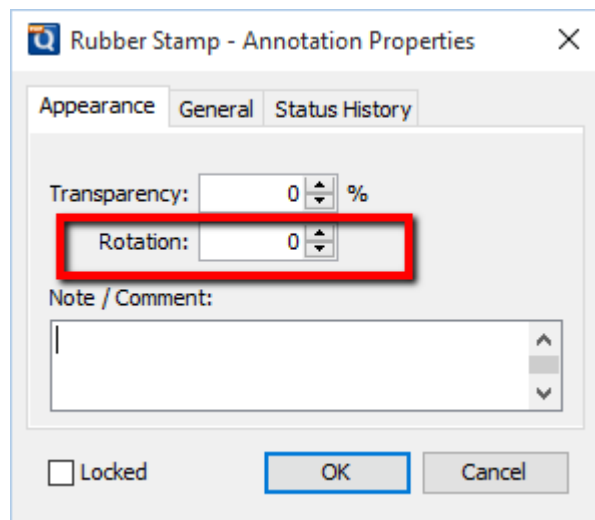 Rubber Stamp - Annotation Properties
Appearance General Status History
Transparency: 0 %
Rotation: 0
Note / Comment:
Locked OK Cancel